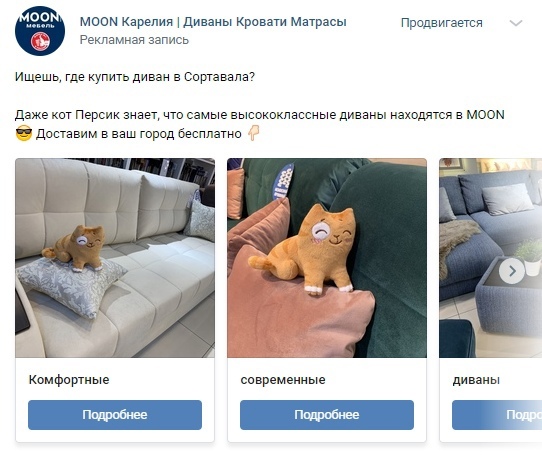 MOON
МЕБЕЛЬ
MOON Карелия | Диваны Кровати Матрасы
Рекламная запись
Продвигается
Ищешь, где купить диван в Сортавала?
Даже кот Персик знает, что самые высококлассные диваны находятся в MOON
Доставим в ваш город бесплатно
Комфортные
современные
диваны
Подробнее
Подробнее
Подро